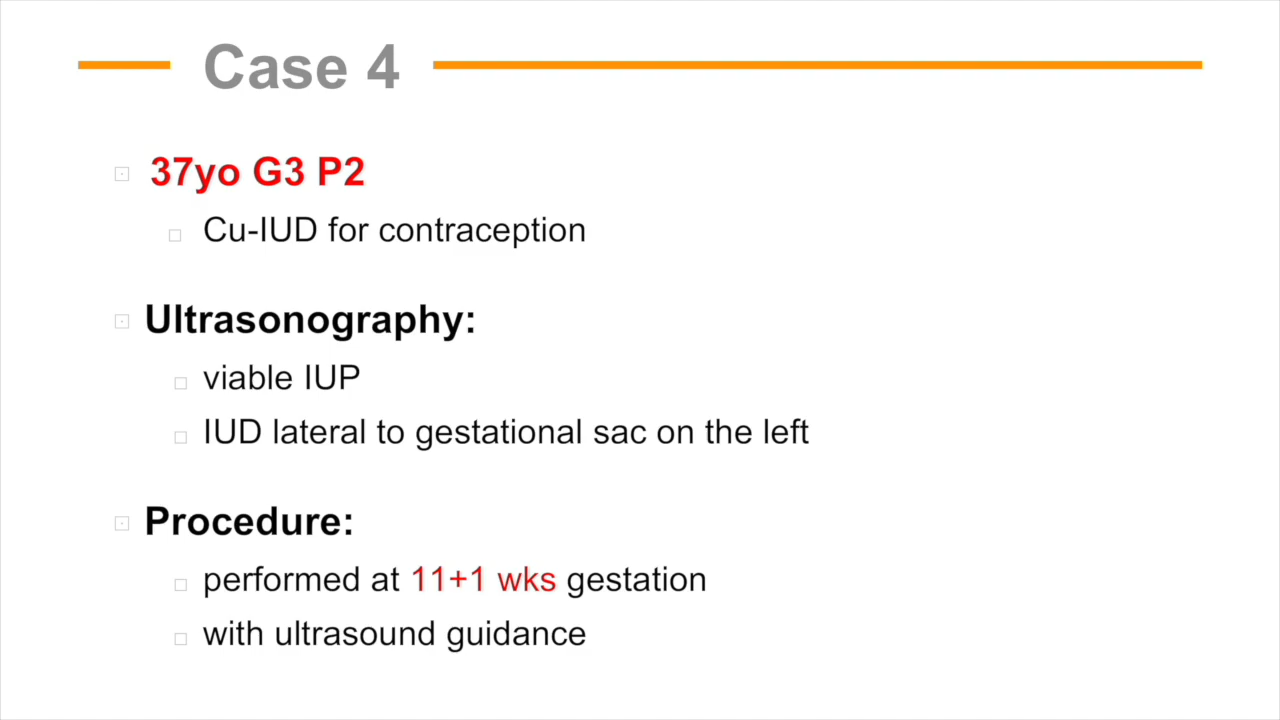 Case 4
37yo G3 P2
Cu-IUD for contraception
Ultrasonography:
viable IUP
IUD lateral to gestational sac on the left
Procedure:
performed at 11+1 wks gestation
with ultrasound guidance